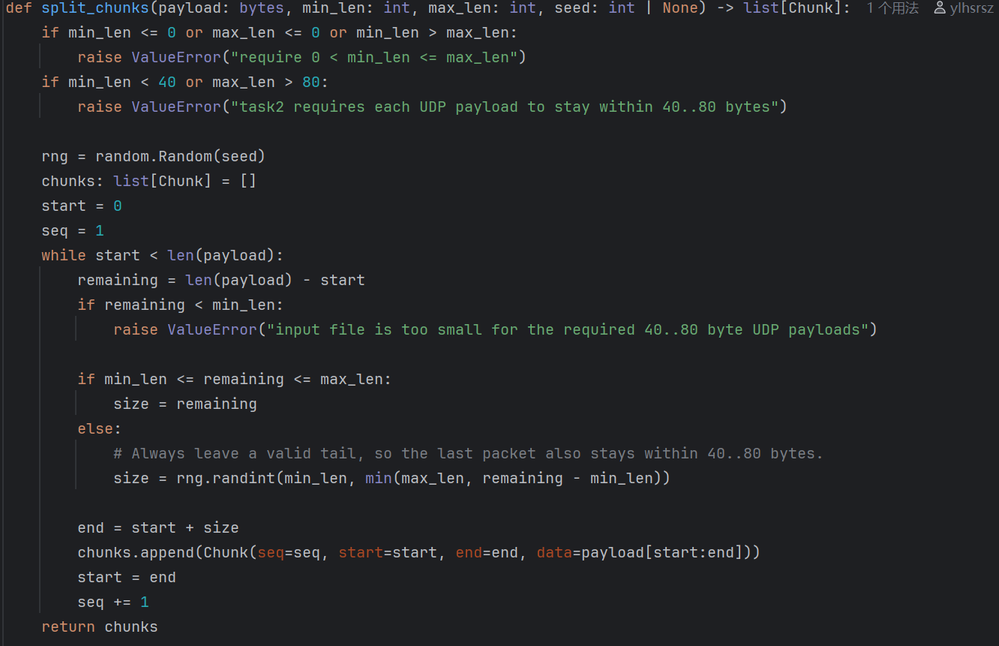 def split_chunks(payload: bytes, min_len: int, max_len: int, seed: int | None) -> list[Chunk]: 1 个用法 ylhsrsz
    if min_len <= 0 or max_len <= 0 or min_len > max_len:
        raise ValueError("require 0 < min_len <= max_len")
    if min_len < 40 or max_len > 80:
        raise ValueError("task2 requires each UDP payload to stay within 40..80 bytes")

    rng = random.Random(seed)
    chunks: list[Chunk] = []
    start = 0
    seq = 1
    while start < len(payload):
        remaining = len(payload) - start
        if remaining < min_len:
            raise ValueError("input file is too small for the required 40..80 byte UDP payloads")

        if min_len <= remaining <= max_len:
            size = remaining
        else:
            # Always leave a valid tail, so the last packet also stays within 40..80 bytes.
            size = rng.randint(min_len, min(max_len, remaining - min_len))

        end = start + size
        chunks.append(Chunk(seq=seq, start=start, end=end, data=payload[start:end]))
        start = end
        seq += 1
    return chunks